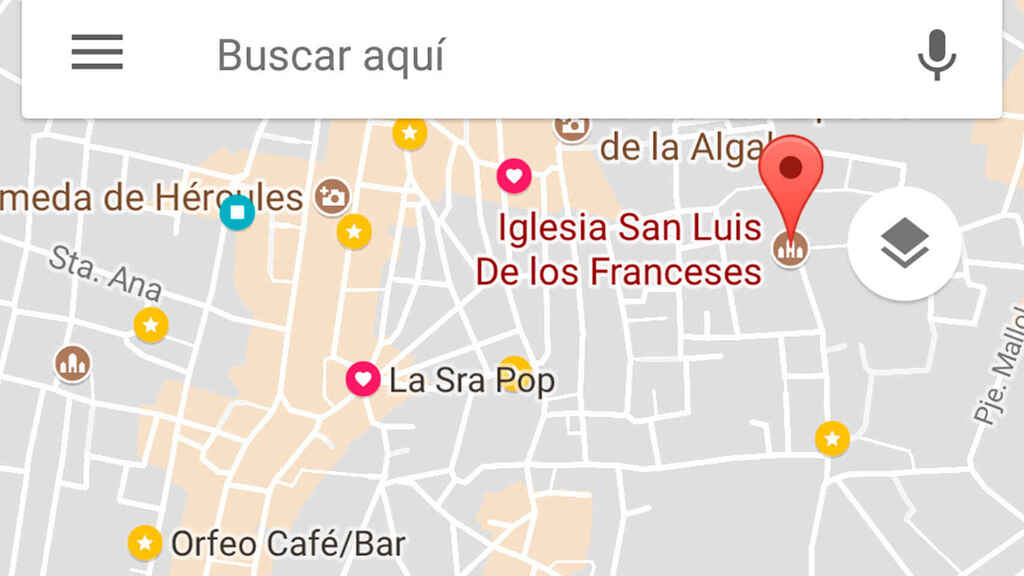 Buscar aquí
de la Algab
meda de Hércules
Iglesia San Luis
De los Franceses
Sta. Ana
Pje. Mallol
La Sra Pop
Orfeo Café/Bar